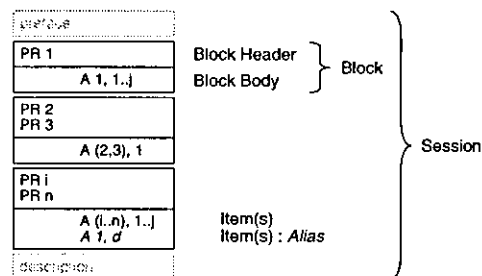 preface
PR 1
Block Header
A 1, 1..j
Block Body
Block
PR 2
PR 3
A (2,3), 1
Session
PR i
PR n
A (i..n), 1..j
Item(s)
A 1, d
Item(s) : Alias
description